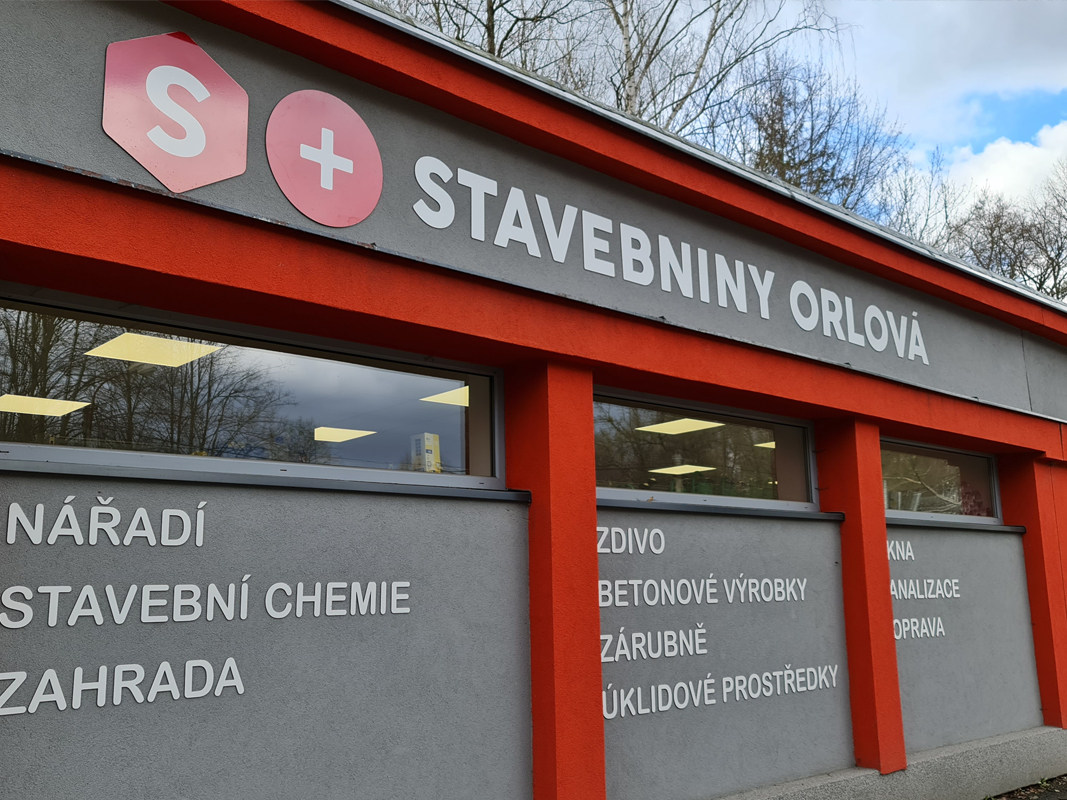 S +
STAVEBNINY ORLOVÁ
NÁŘADÍ
STAVEBNÍ CHEMIE
ZAHRADA
ZDIVO
BETONOVÉ VÝROBKY
ZÁRUBNĚ
ÚKLIDOVÉ PROSTŘEDKY
KNA
ANALIZACE
OPRAVA